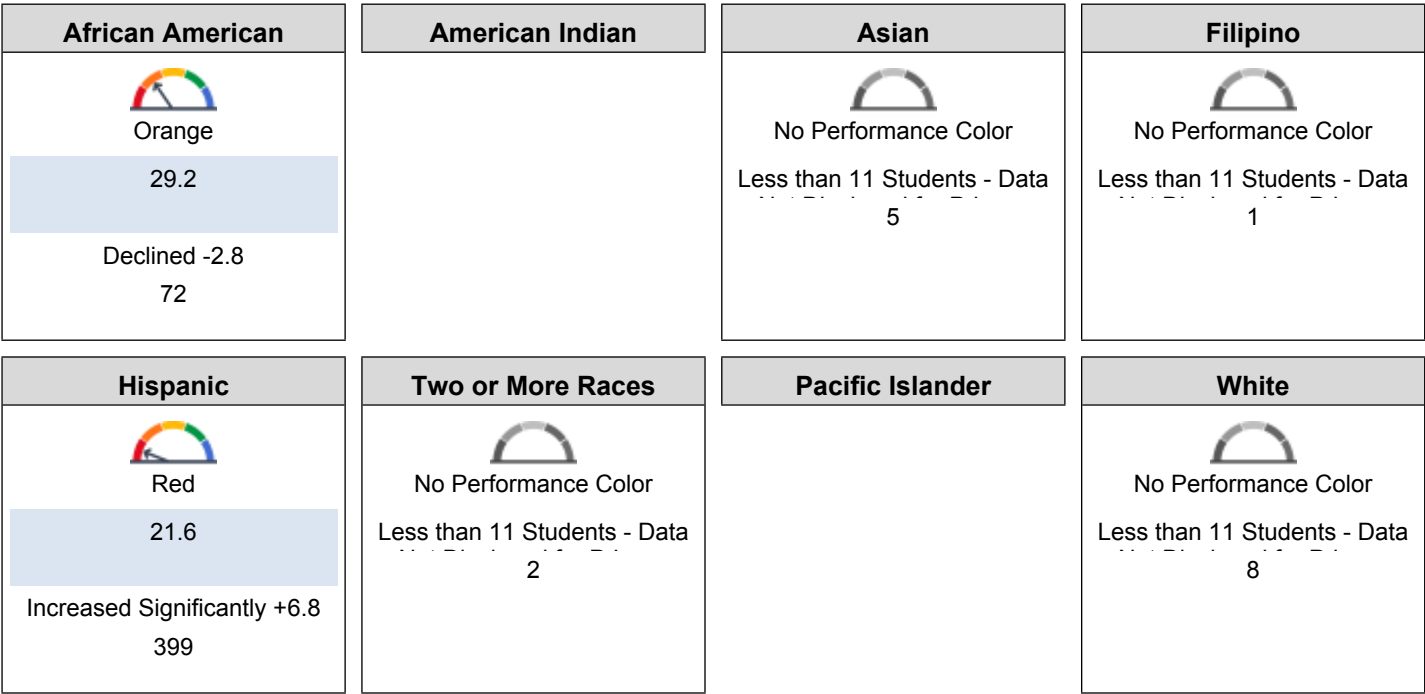 African American
Orange
29.2
Declined -2.8
72
American Indian
Asian
No Performance Color
Less than 11 Students - Data
5
Filipino
No Performance Color
Less than 11 Students - Data
1
Hispanic
Red
21.6
Increased Significantly +6.8
399
Two or More Races
No Performance Color
Less than 11 Students - Data
2
Pacific Islander
White
No Performance Color
Less than 11 Students - Data
8